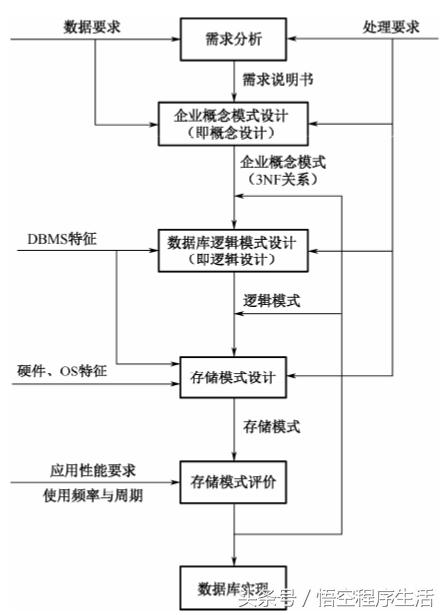 数据要求
需求分析
处理要求
需求说明书
企业概念模式设计
（即概念设计）
企业概念模式
（3NF关系）
DBMS特征
数据库逻辑模式设计
（即逻辑设计）
逻辑模式
硬件、OS特征
存储模式设计
存储模式
应用性能要求
使用频率与周期
存储模式评价
数据库实现
头条号 / 悟空程序生活